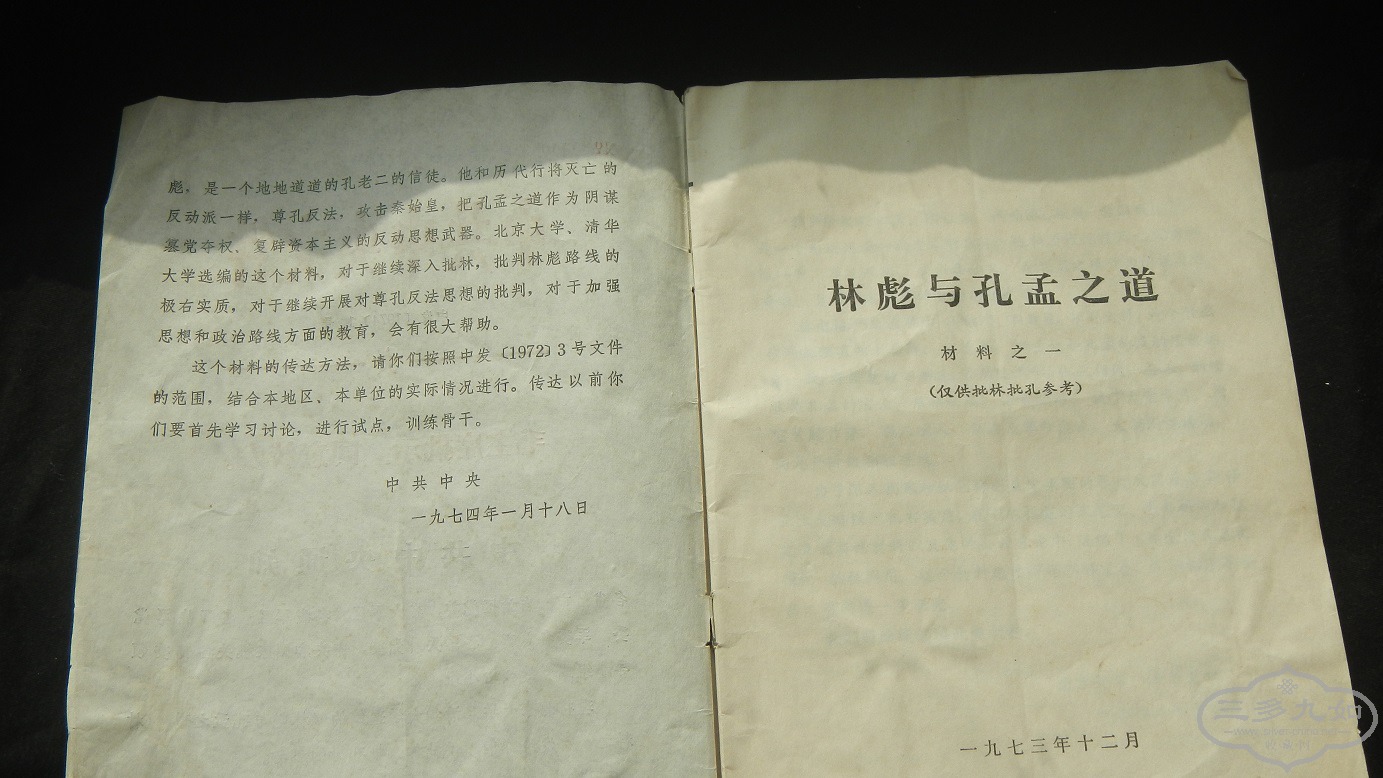 彪，是一个地地道道的孔老二的信徒。他和历代行将灭亡的
反动派一样，尊孔反法，攻击秦始皇，把孔孟之道作为阴谋
篡党夺权、复辟资本主义的反动思想武器。北京大学、清华
大学选编的这个材料，对于继续深入批林，批判林彪路线的
极右实质，对于继续开展对尊孔反法思想的批判，对于加强
思想和政治路线方面的教育，会有很大帮助。
这个材料的传达方法，请你们按照中发〔1972〕3号文件
的范围，结合本地区、本单位的实际情况进行。传达以前你
们要首先学习讨论，进行试点，训练骨干。
中共中央
一九七四年一月十八日
林彪与孔孟之道
材料之一
（仅供批林批孔参考）
一九七三年十二月
三多九如